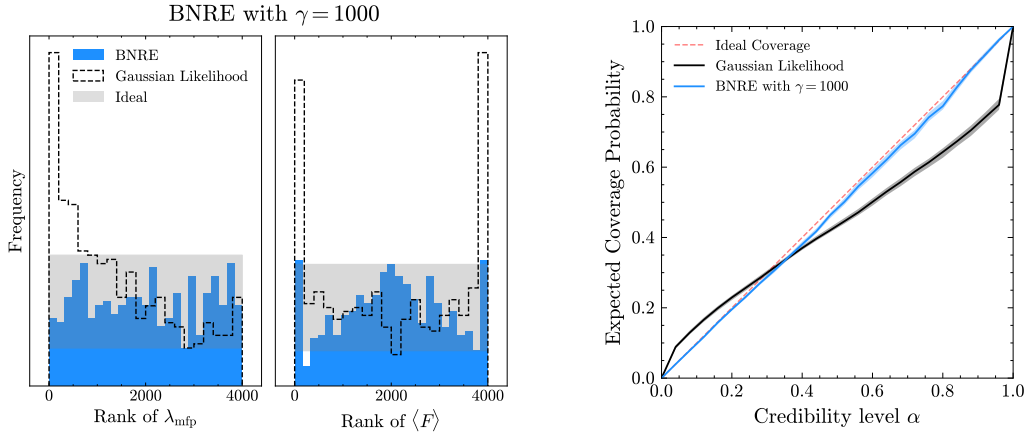 BNRE with γ = 1000
BNRE
Gaussian Likelihood
Ideal
Frequency
0 2000 4000
Rank of λ_mfp
0 2000 4000
Rank of ⟨F⟩
Ideal Coverage
Gaussian Likelihood
BNRE with γ = 1000
Expected Coverage Probability
1.0
0.8
0.6
0.4
0.2
0.0
0.0 0.2 0.4 0.6 0.8 1.0
Credibility level α